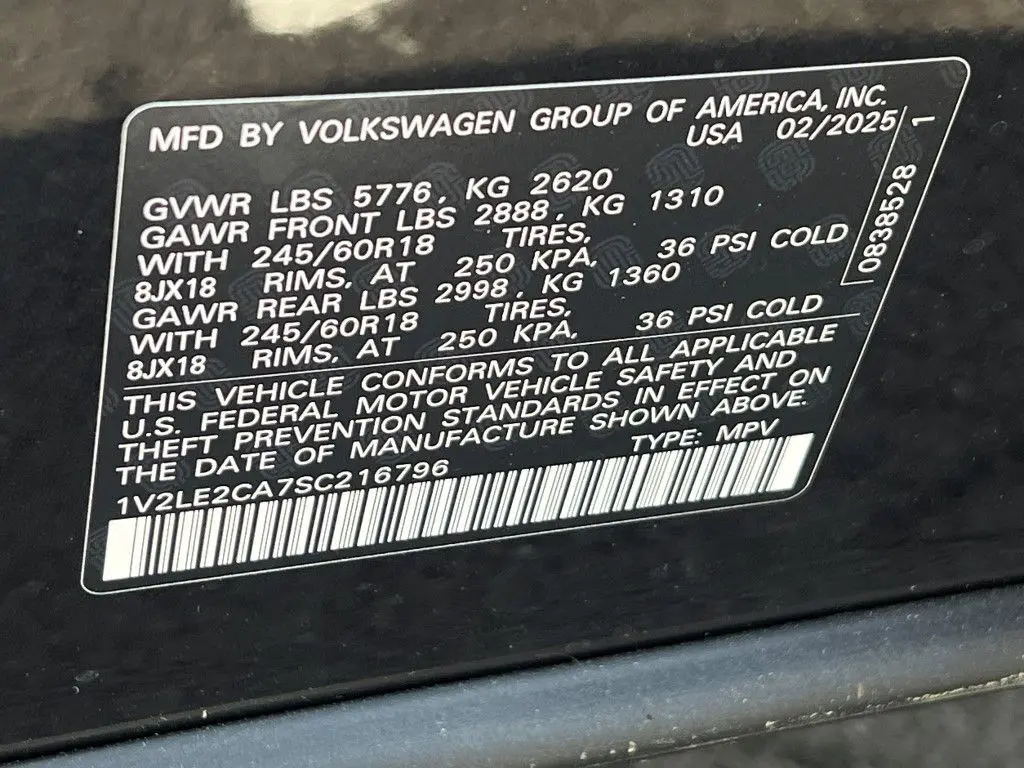 MFD BY VOLKSWAGEN GROUP OF AMERICA, INC.
USA 02/2025
GVWR LBS 5776, KG 2620
GAWR FRONT LBS 2888, KG 1310
WITH 245/60R18 TIRES,
8JX18 RIMS, AT 250 KPA, 36 PSI COLD
GAWR REAR LBS 2998, KG 1360
WITH 245/60R18 TIRES,
8JX18 RIMS, AT 250 KPA, 36 PSI COLD
THIS VEHICLE CONFORMS TO ALL APPLICABLE
U.S. FEDERAL MOTOR VEHICLE SAFETY AND
THEFT PREVENTION STANDARDS IN EFFECT ON
THE DATE OF MANUFACTURE SHOWN ABOVE.
1V2LE2CA7SC216796 TYPE: MPV
0838528 1